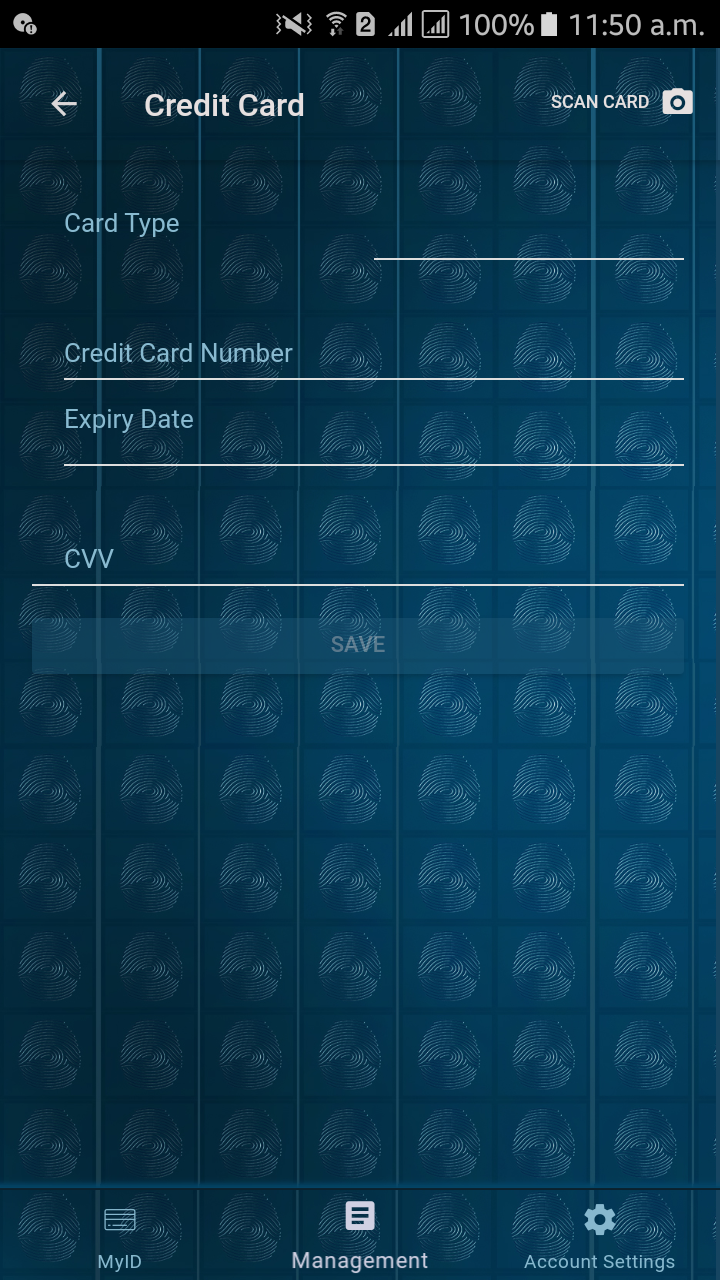 2 100% 11:50 a.m.
Credit Card
SCAN CARD
Card Type
Credit Card Number
Expiry Date
CVV
SAVE
MyID
Management
Account Settings